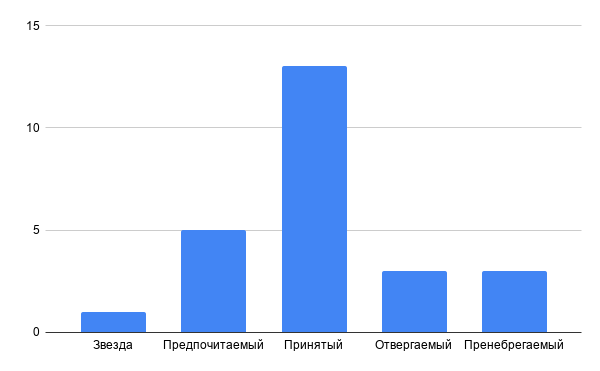 15
10
5
0
Звезда
Предпочитаемый
Принятый
Отвергаемый
Пренебрегаемый